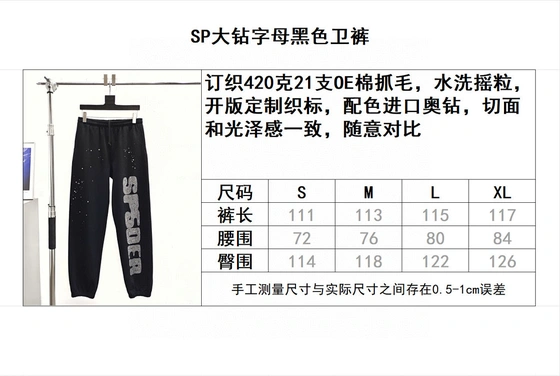 SP大钻字母黑色卫裤
订织420克21支OE棉抓毛，水洗摇粒，
开版定制织标，配色进口奥钻，切面
和光泽感一致，随意对比
SP5DER
尺码 S M L XL
裤长 111 113 115 117
腰围 72 76 80 84
臀围 114 118 122 126
手工测量尺寸与实际尺寸之间存在0.5-1cm误差